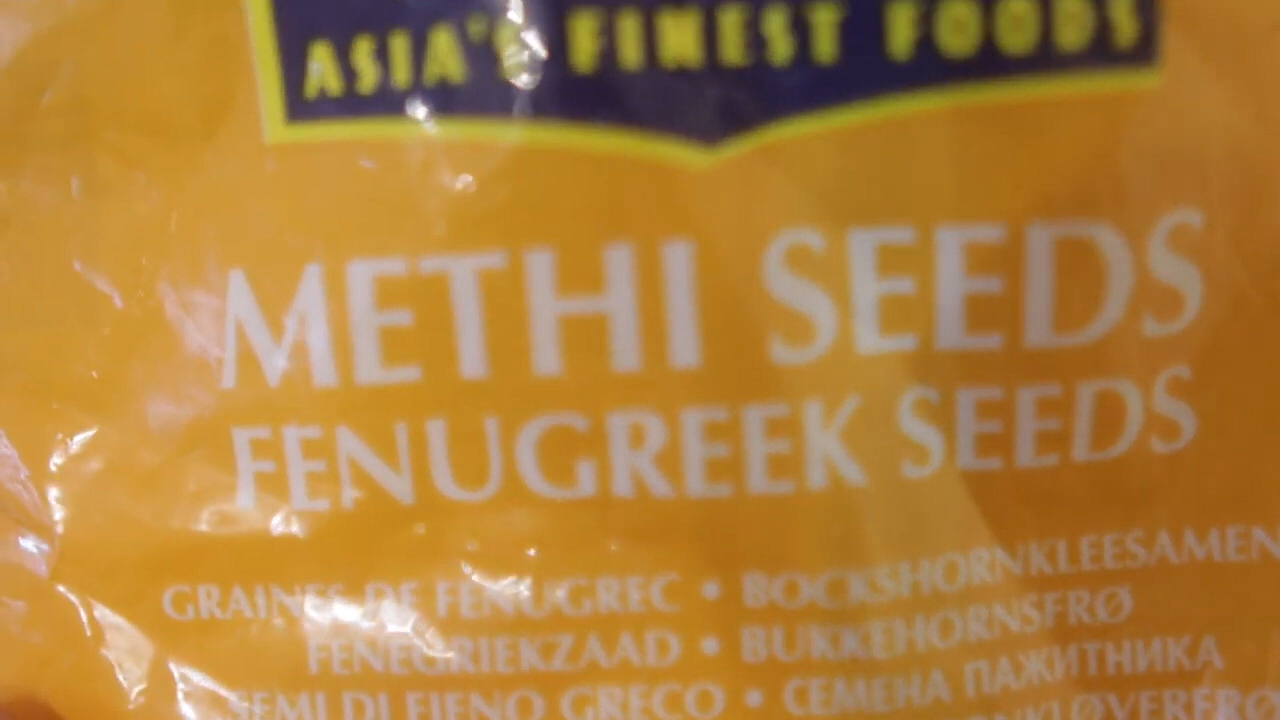 ASIA'S FINEST FOODS
METHI SEEDS
FENUGREEK SEEDS
GRAINES DE FENUGREC • BOCKSHORNKLEESAMEN
FENEGRIEKZAAD • BUKKEHORNSFRØ
SEMI DI FIENO GRECO • СЕМЕНА ПАЖИТНИКА